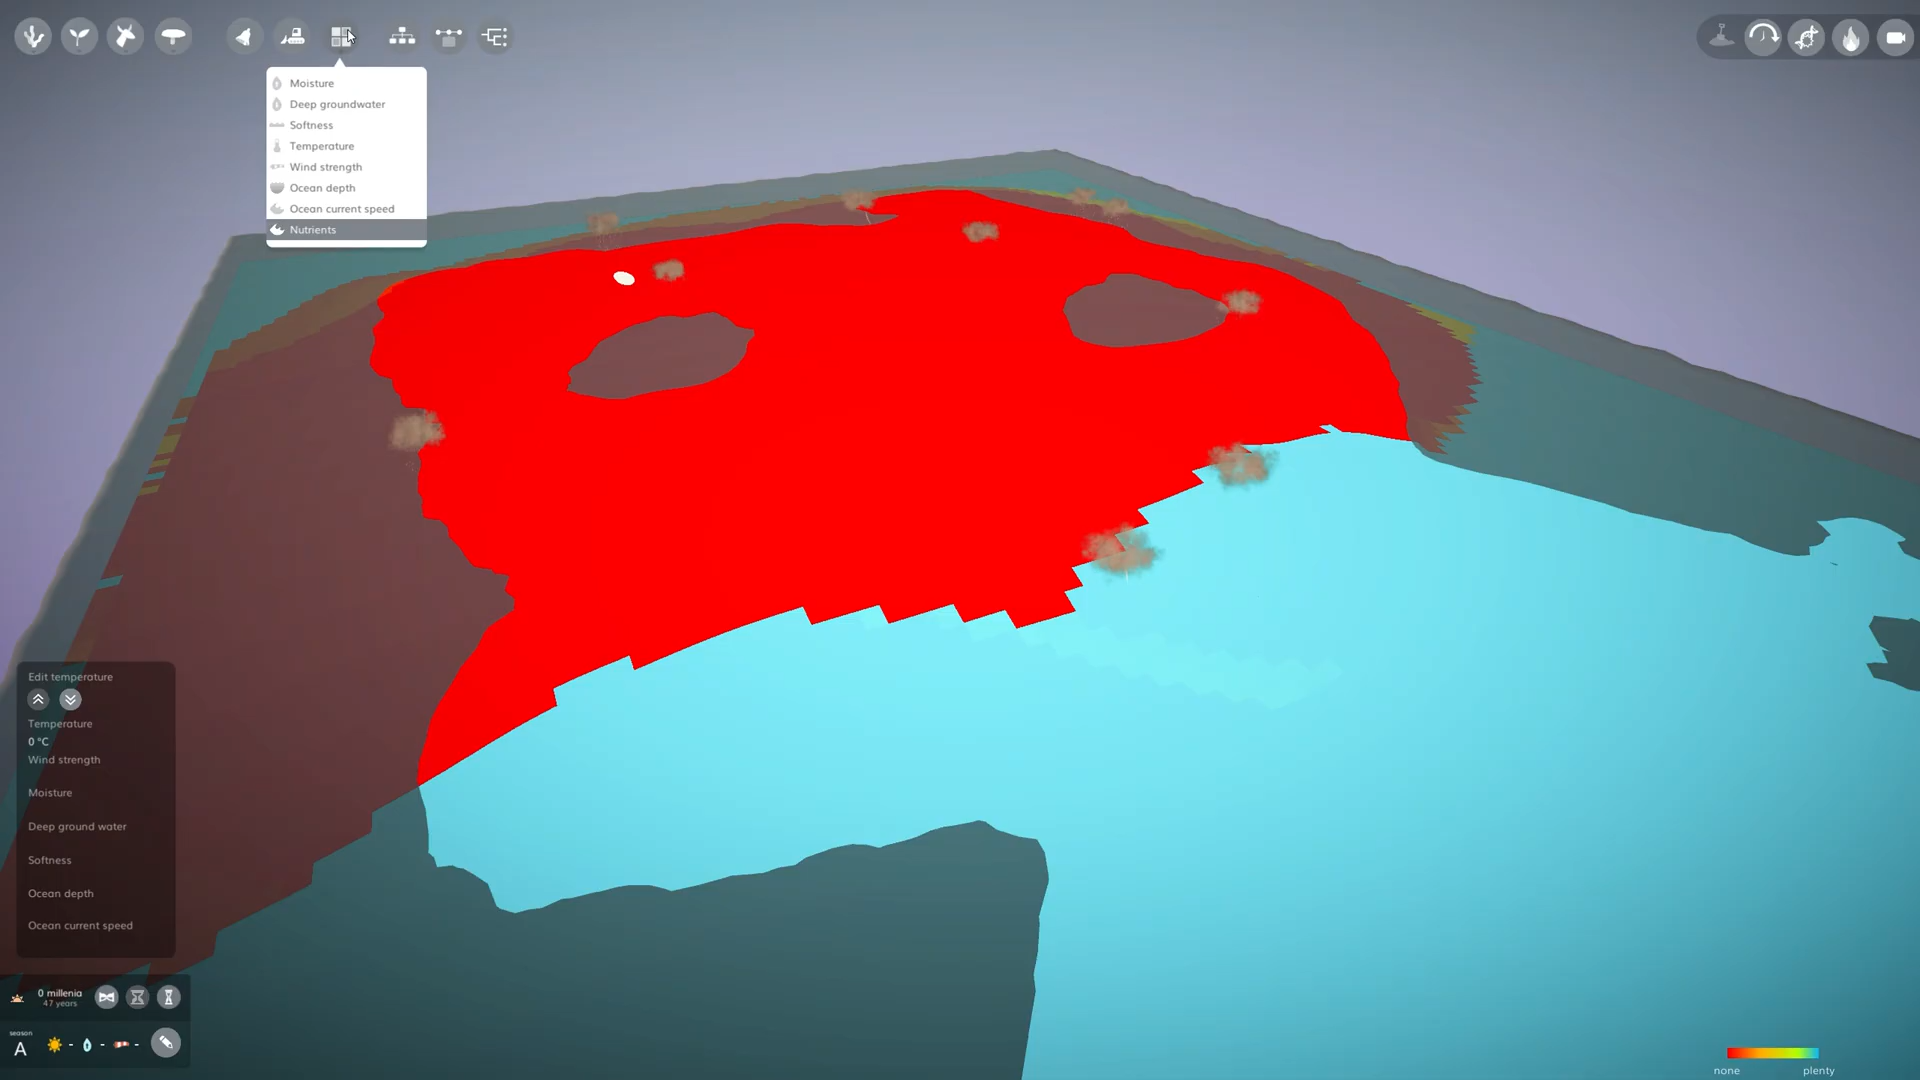 Moisture
Deep groundwater
Softness
Temperature
Wind strength
Ocean depth
Ocean current speed
Nutrients
Edit temperature
Temperature
0 °C
Wind strength
Moisture
Deep ground water
Softness
Ocean depth
Ocean current speed
0 millenia
47 years
season
A
- - -
none
plenty